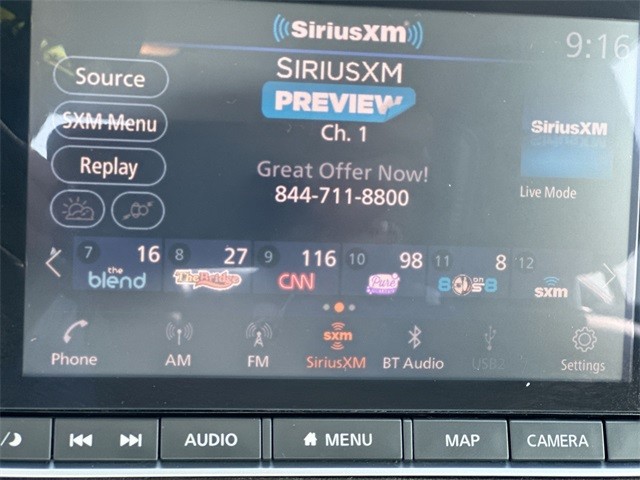 SiriusXM
9:16
Source
SIRIUSXM
PREVIEW
Ch. 1
SXM Menu
SiriusXM
Replay
Great Offer Now!
844-711-8800
Live Mode
7 16 8 27 9 116 10 98 11 8 12
the blend
The Bridge
CNN
Pure
80s on 8
sxm
sxm
Phone AM FM SiriusXM BT Audio USB2 Settings
AUDIO MENU MAP CAMERA